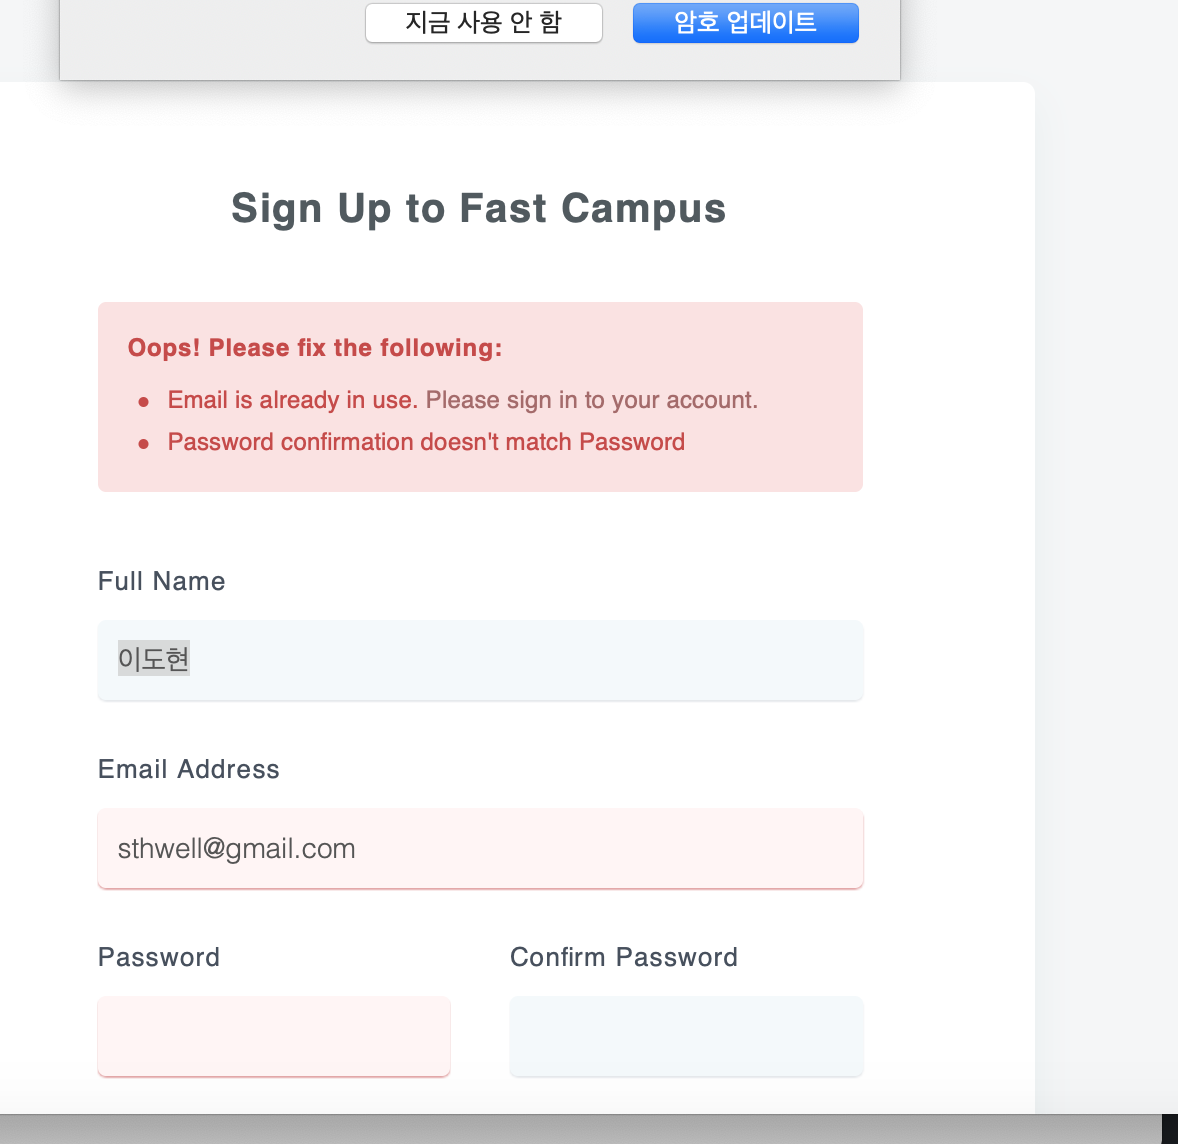 지금 사용 안 함
암호 업데이트
Sign Up to Fast Campus
Oops! Please fix the following:
Email is already in use. Please sign in to your account.
Password confirmation doesn't match Password
Full Name
이도현
Email Address
sthwell@gmail.com
Password
Confirm Password